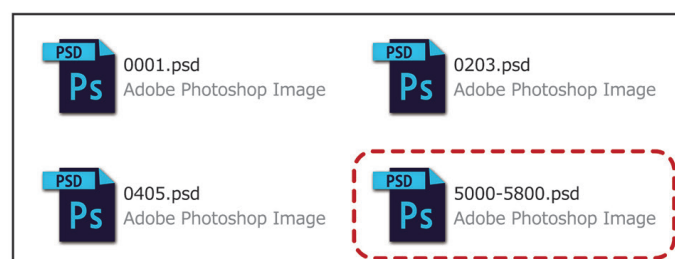 PSD
Ps
0001.psd
Adobe Photoshop Image
PSD
Ps
0203.psd
Adobe Photoshop Image
PSD
Ps
0405.psd
Adobe Photoshop Image
PSD
Ps
5000-5800.psd
Adobe Photoshop Image